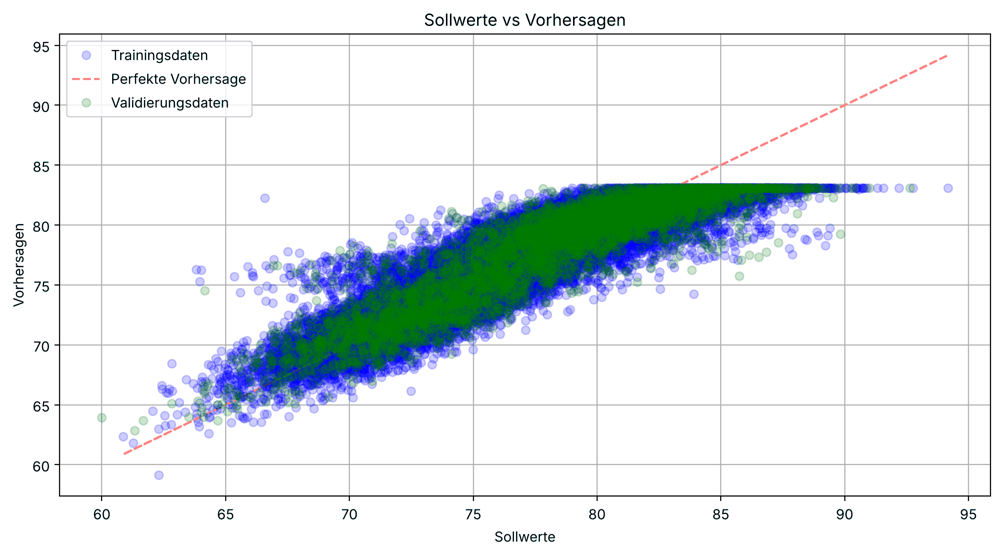 Sollwerte vs Vorhersagen
95
90
85
80
75
70
65
60
Vorhersagen
Trainingsdaten
Perfekte Vorhersage
Validierungsdaten
60 65 70 75 80 85 90 95
Sollwerte